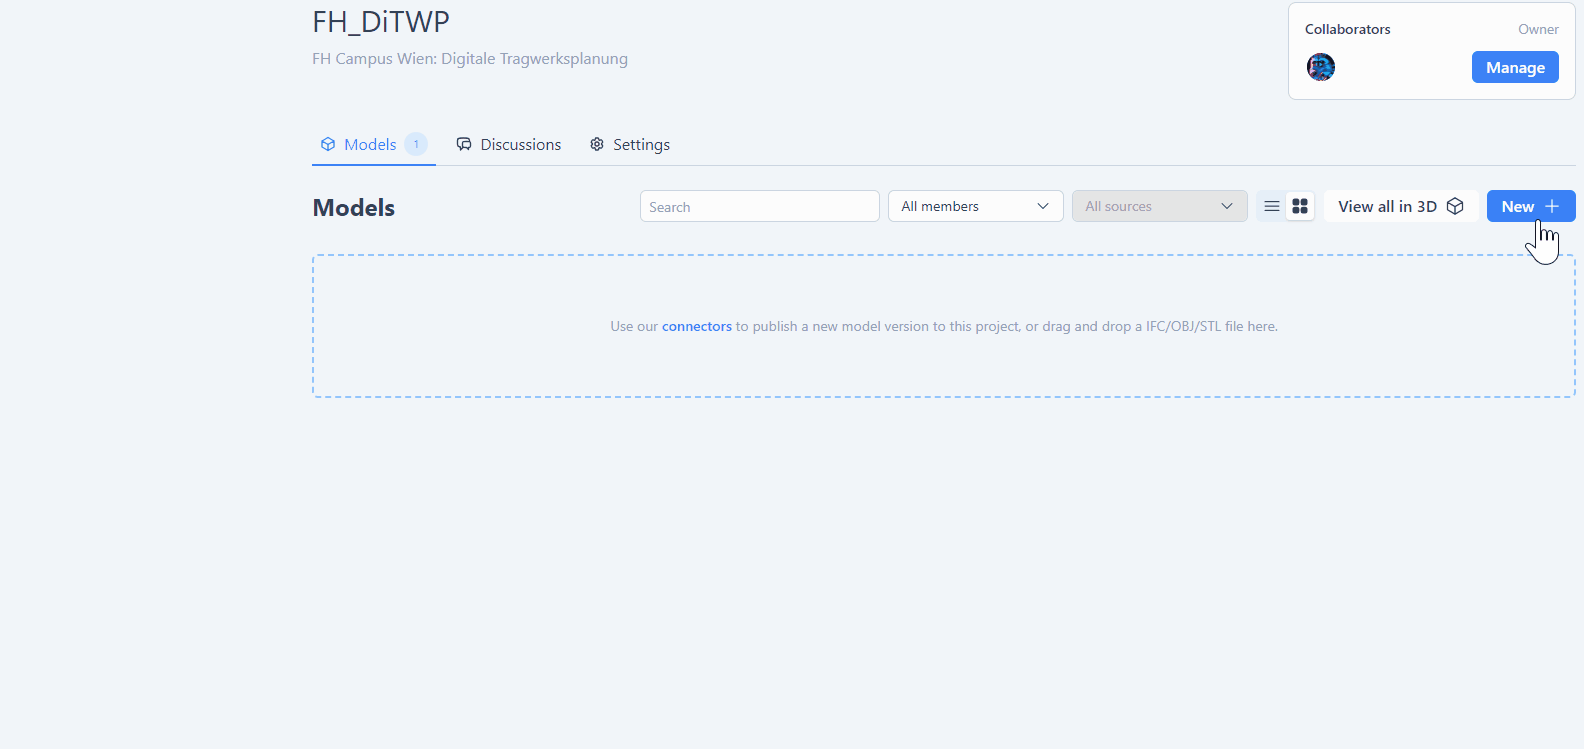 FH_DiTWP
FH Campus Wien: Digitale Tragwerksplanung
Collaborators
Owner
Manage
Models 1
Discussions
Settings
Models
Search
All members
All sources
View all in 3D
New
Use our connectors to publish a new model version to this project, or drag and drop a IFC/OBJ/STL file here.